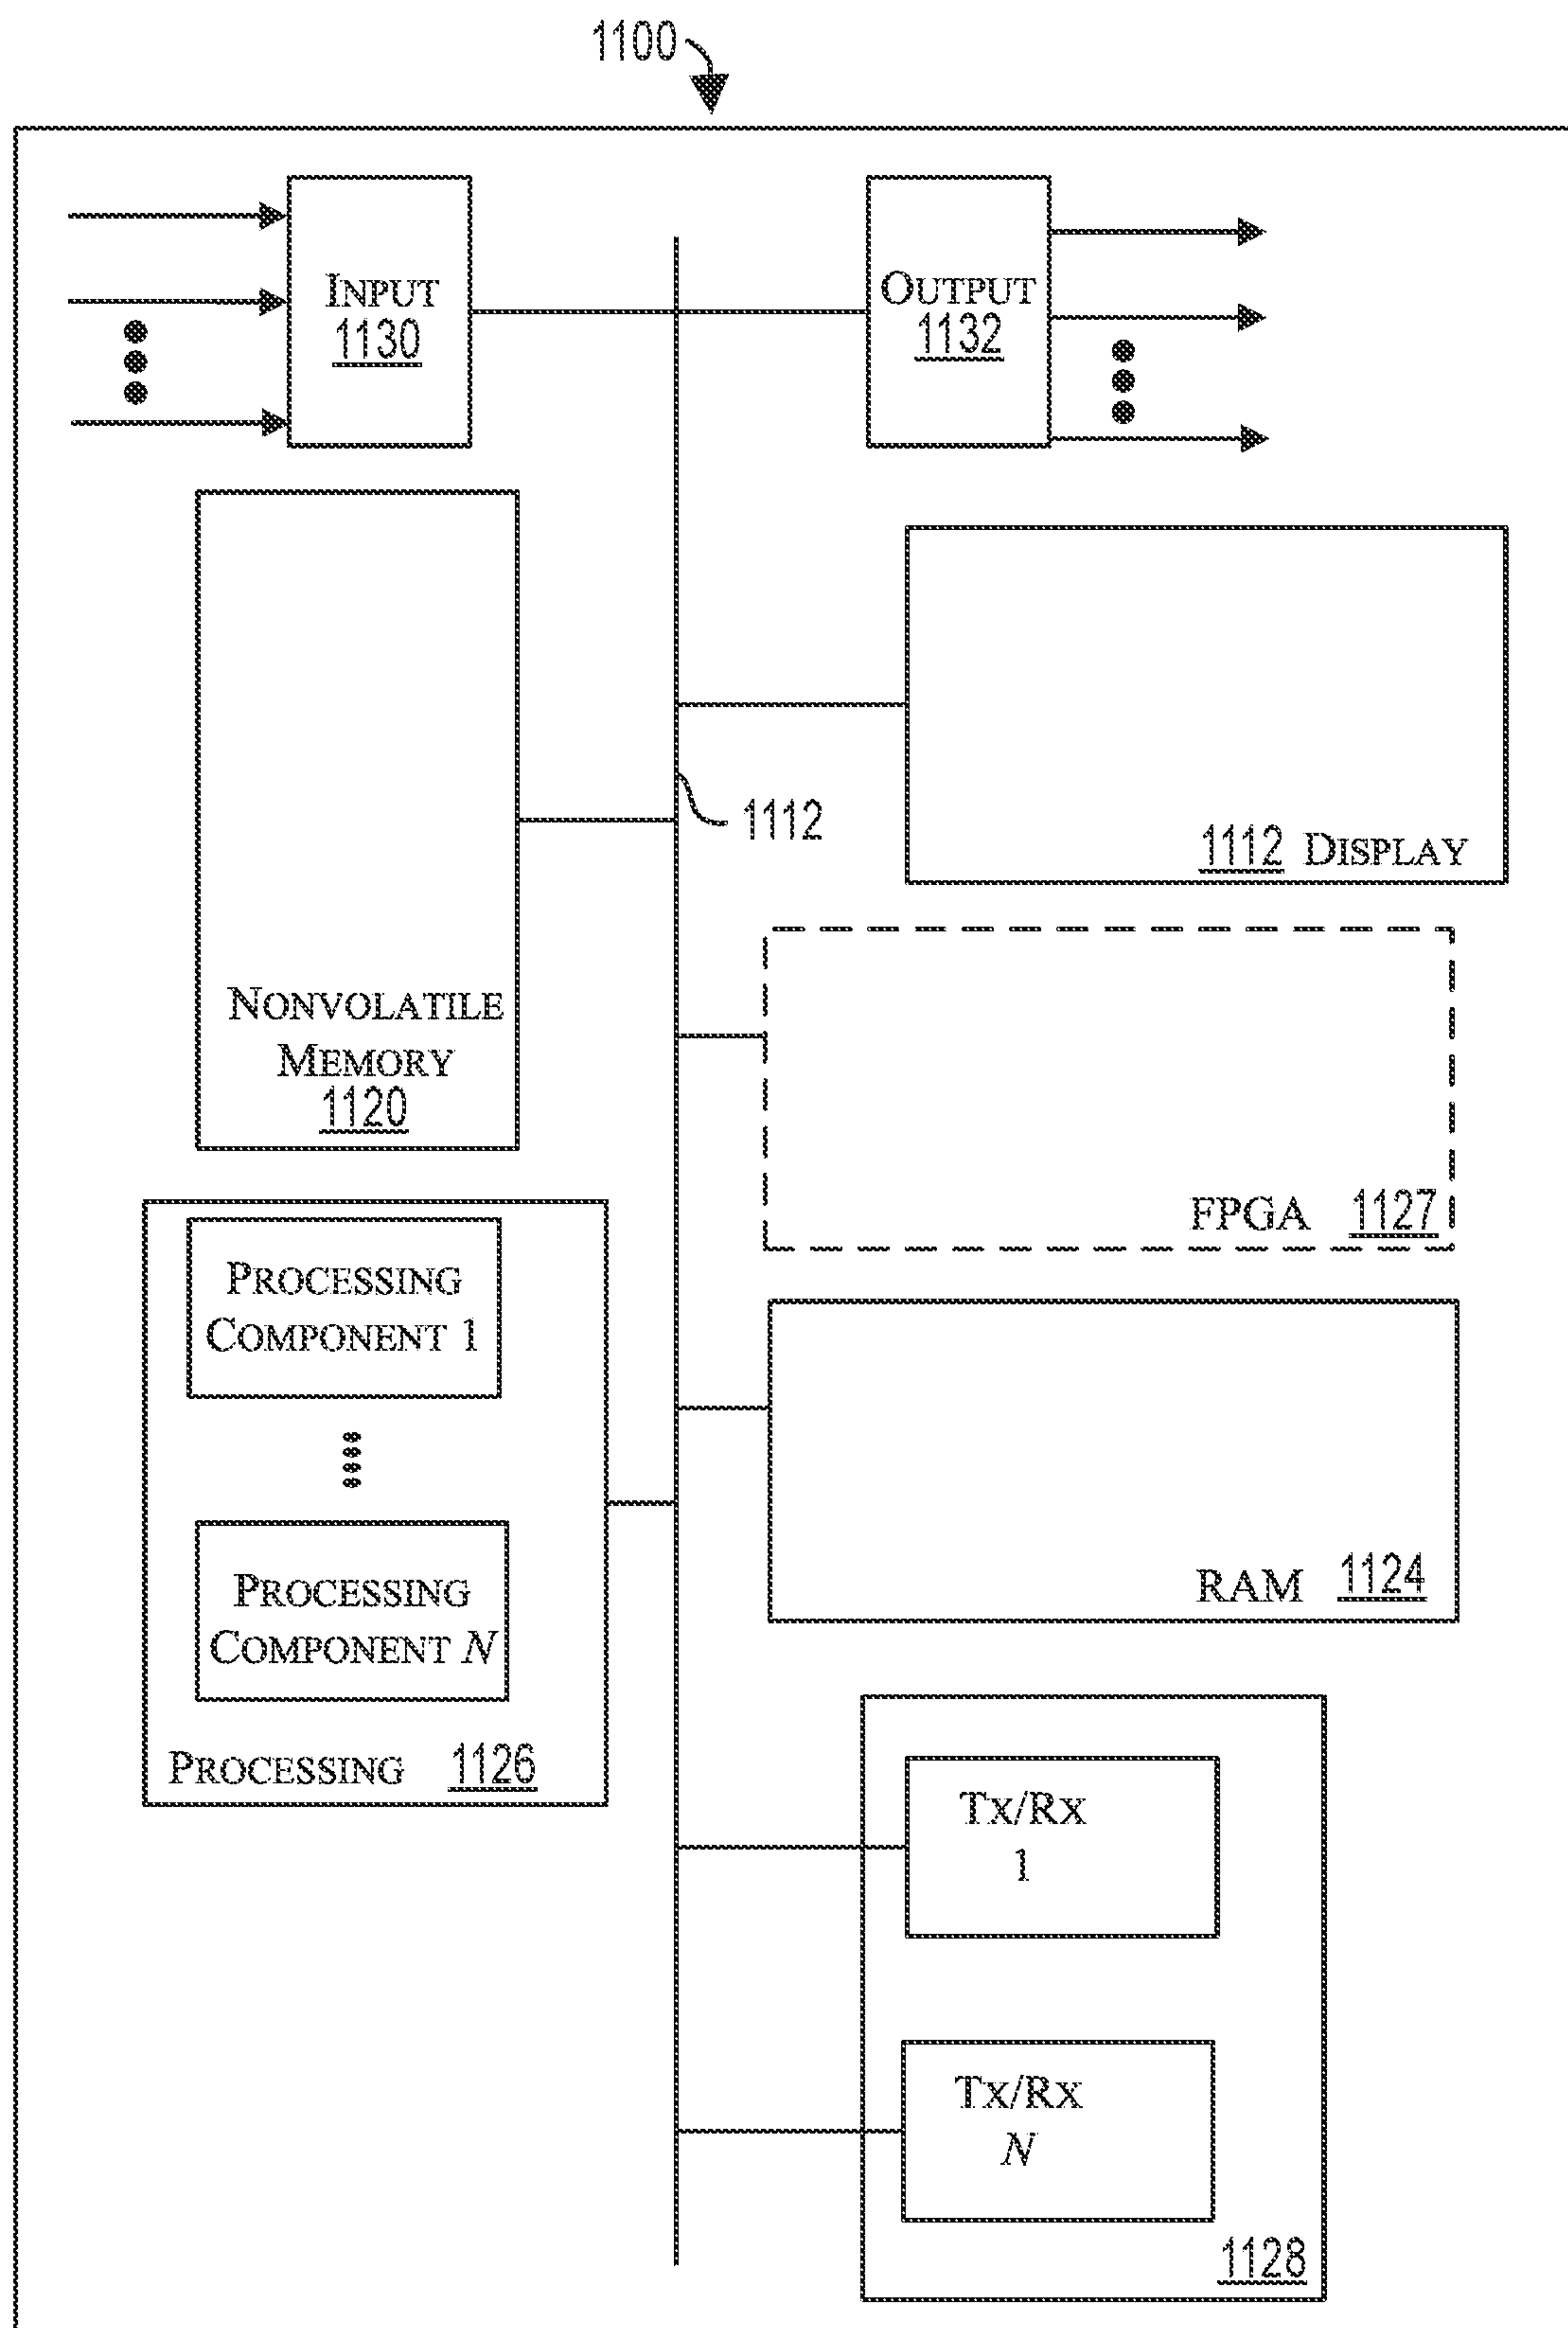 1100
INPUT
1130
OUTPUT
1132
1112
1112 DISPLAY
NONVOLATILE
MEMORY
1120
FPGA 1127
PROCESSING
COMPONENT 1
PROCESSING
COMPONENT N
PROCESSING 1126
RAM 1124
TX/RX
1
TX/RX
N
1128